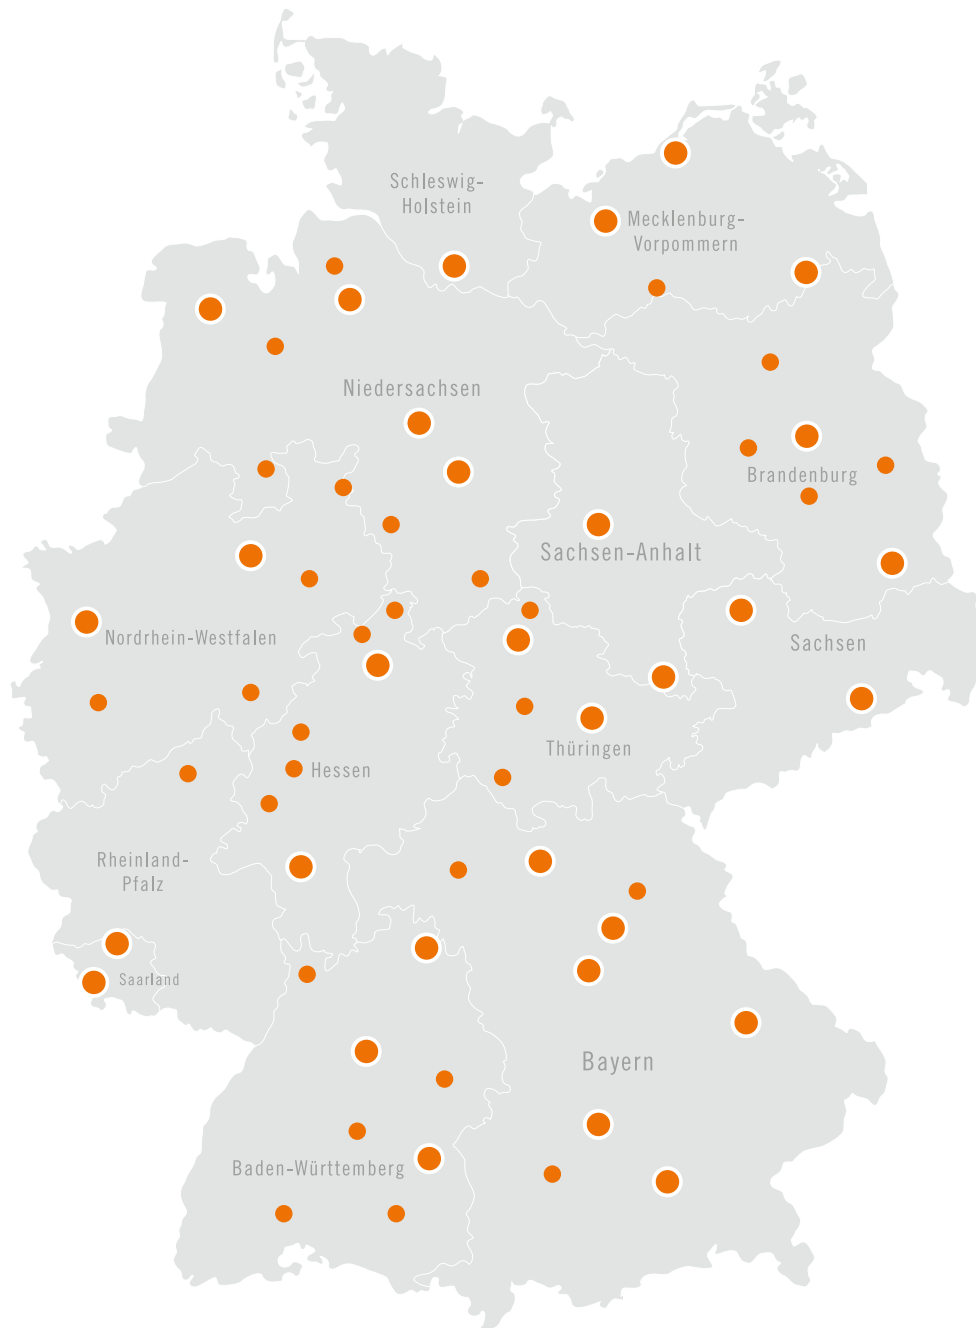 Schleswig-
Holstein
Mecklenburg-
Vorpommern
Niedersachsen
Brandenburg
Sachsen-Anhalt
Nordrhein-Westfalen
Sachsen
Thüringen
Hessen
Rheinland-
Pfalz
Saarland
Bayern
Baden-Württemberg